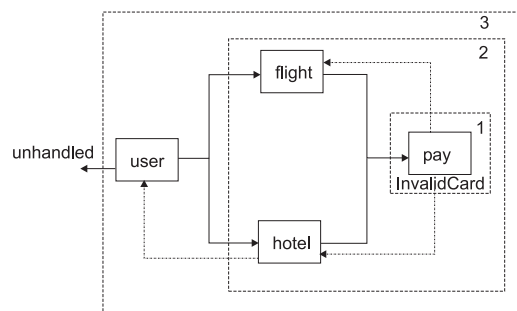 3
2
flight
1
unhandled
user
pay
InvalidCard
hotel